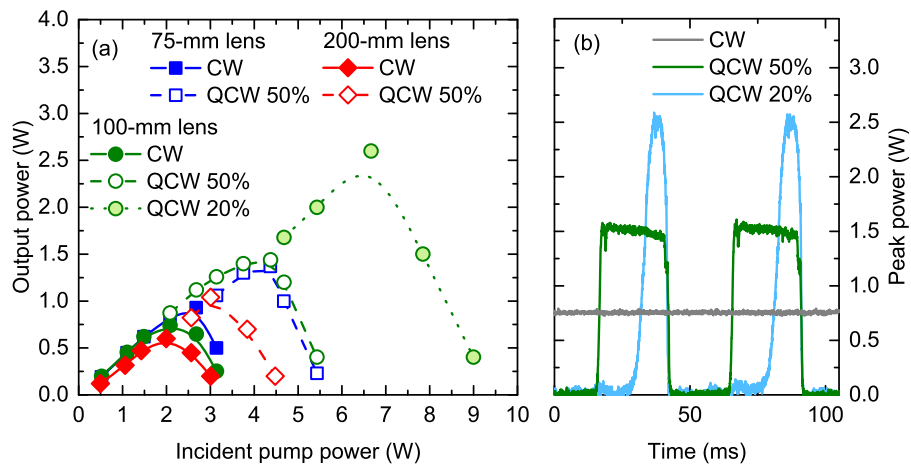 (a)
75-mm lens
CW
QCW 50%
200-mm lens
CW
QCW 50%
100-mm lens
CW
QCW 50%
QCW 20%
Output power (W)
4.0
3.5
3.0
2.5
2.0
1.5
1.0
0.5
0.0
0 1 2 3 4 5 6 7 8 9 10
Incident pump power (W)
(b)
CW
QCW 50%
QCW 20%
3.0
2.5
2.0
1.5
1.0
0.5
0.0
Peak power (W)
0 50 100
Time (ms)